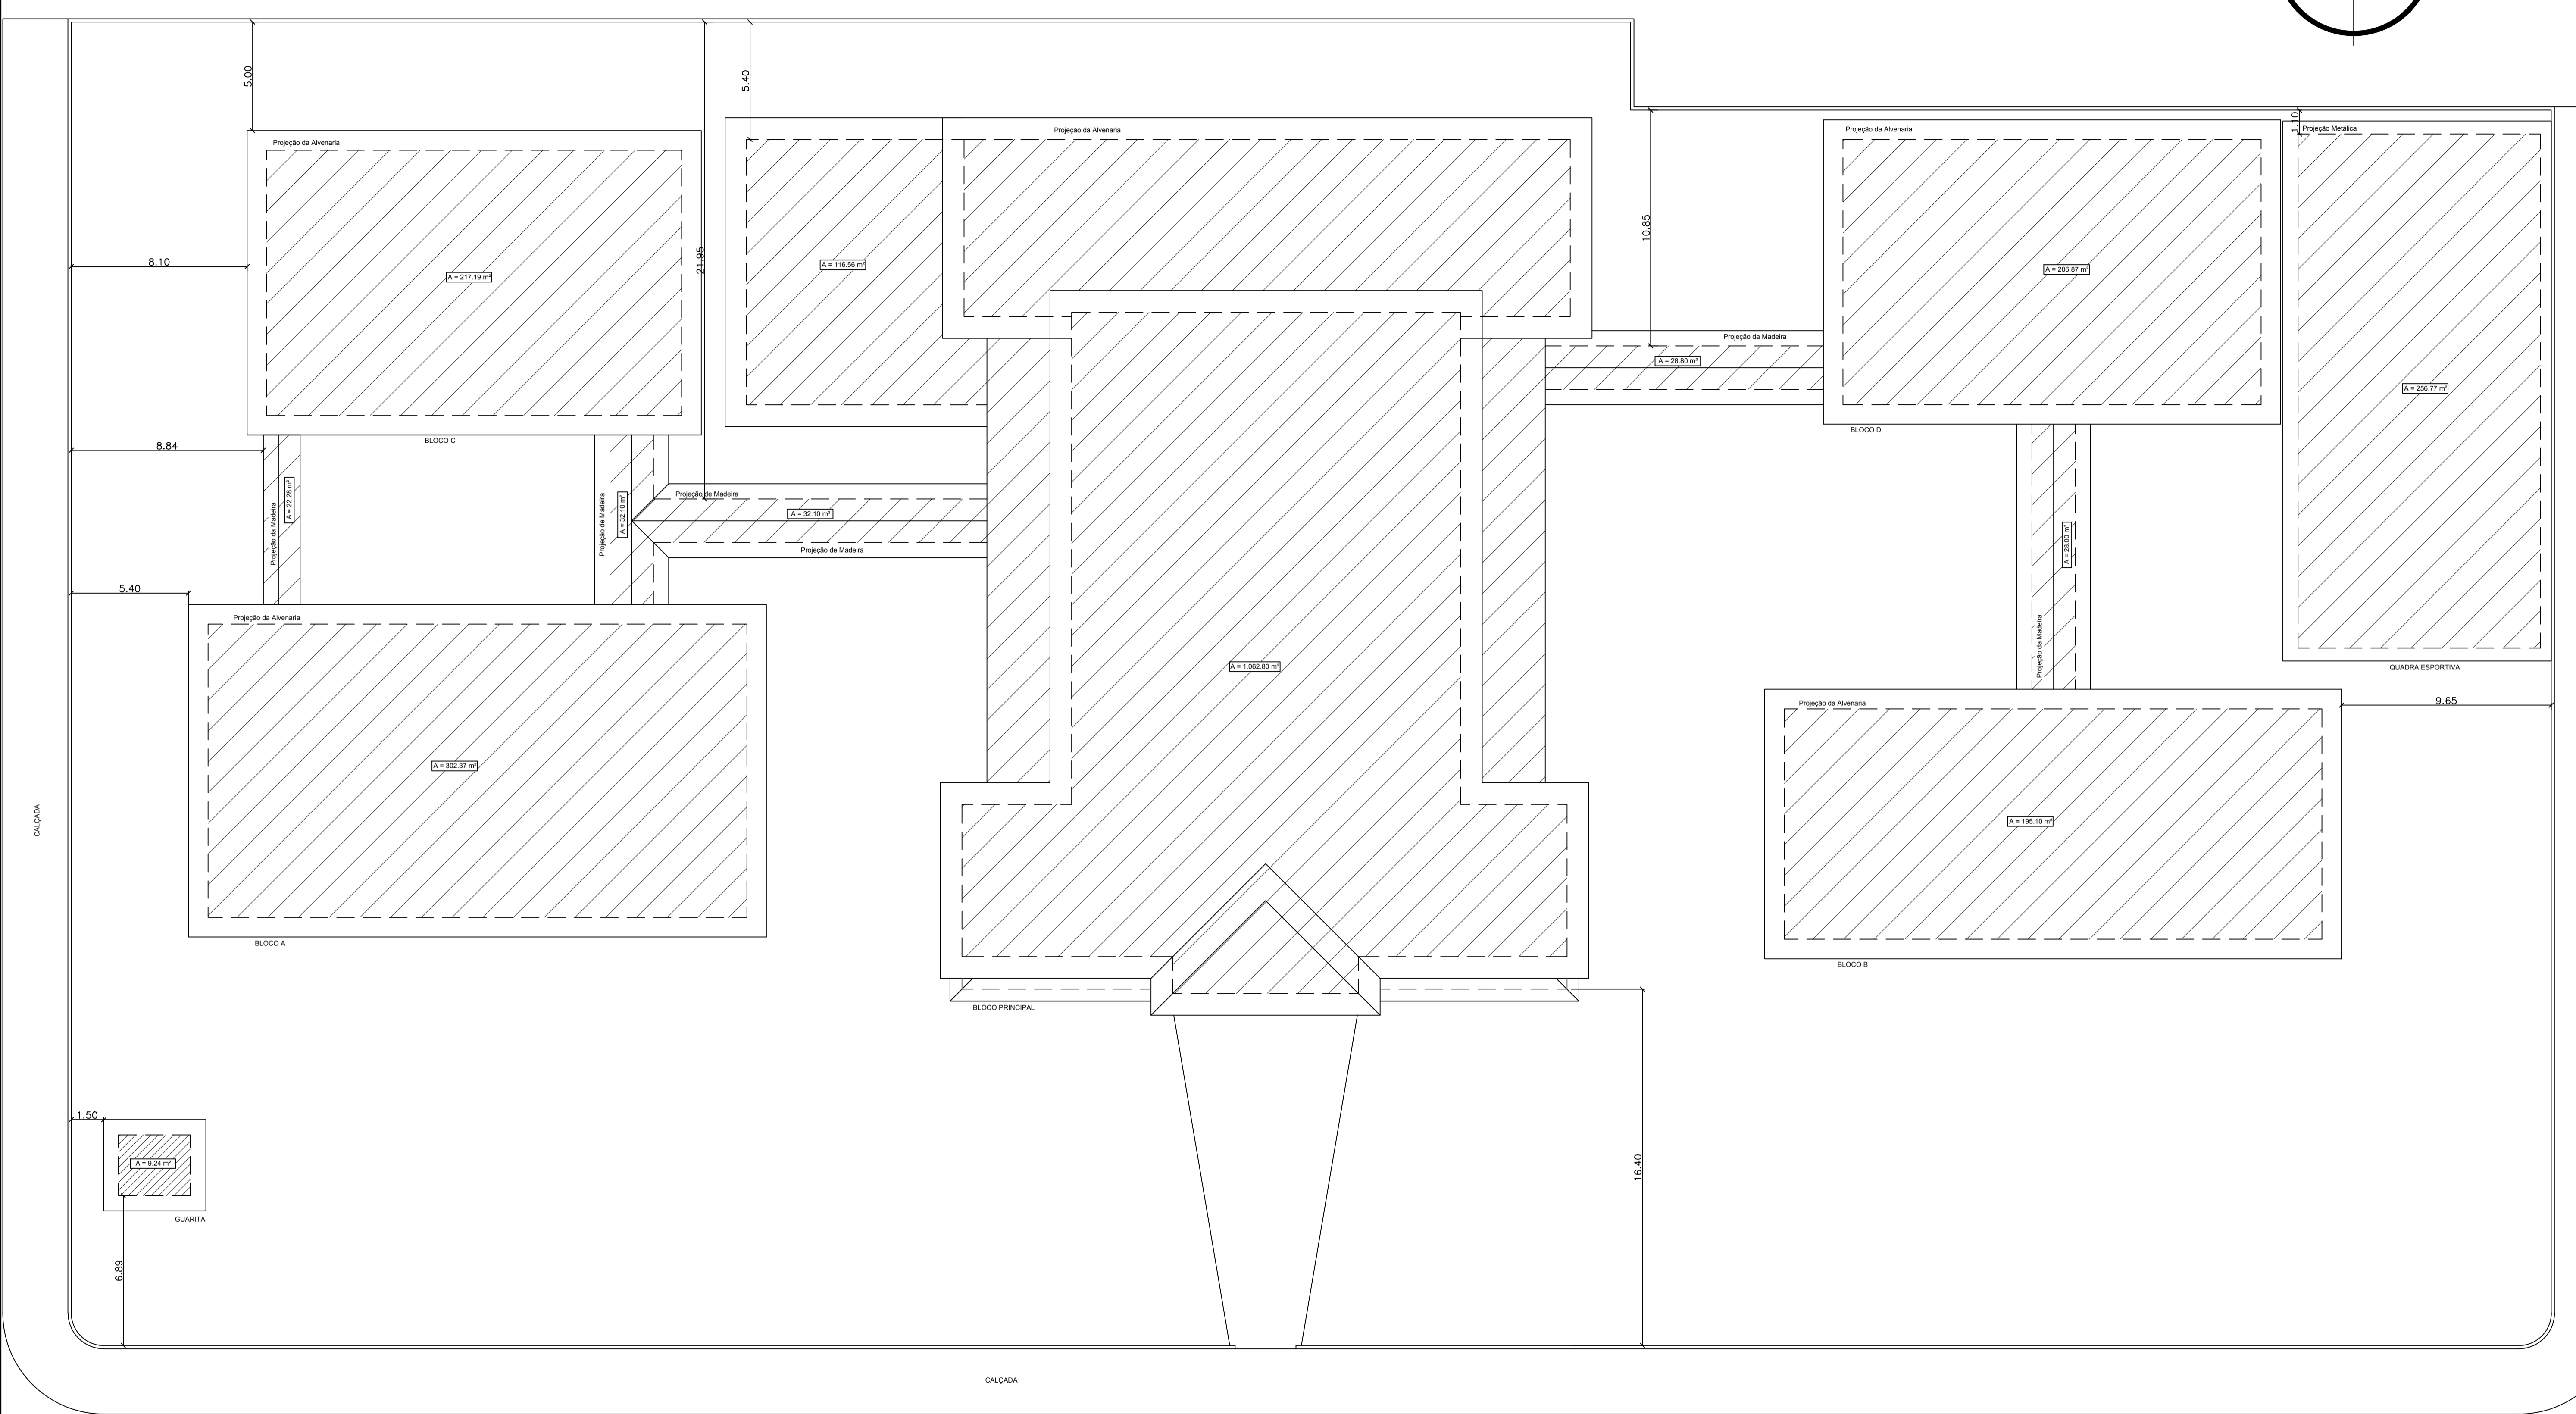 5.00
5.40
1.10
Projeção da Alvenaria
Projeção da Alvenaria
Projeção da Alvenaria
Projeção Metálica
10.85
8.10
21.95
A = 217.19 m²
A = 116.56 m²
A = 206.87 m²
Projeção da Madeira
A = 28.80 m²
A = 256.77 m²
BLOCO C
BLOCO D
8.84
Projeção da Madeira
A = 22.28 m²
Projeção de Madeira
A = 32.10 m²
Projeção de Madeira
A = 32.10 m²
Projeção de Madeira
A = 28.00 m²
Projeção da Madeira
5.40
Projeção da Alvenaria
A = 1.062.80 m²
QUADRA ESPORTIVA
Projeção da Alvenaria
9.65
A = 302.37 m²
CALÇADA
A = 195.10 m²
BLOCO A
BLOCO B
BLOCO PRINCIPAL
1.50
A = 9.24 m²
16.40
GUARITA
6.89
CALÇADA